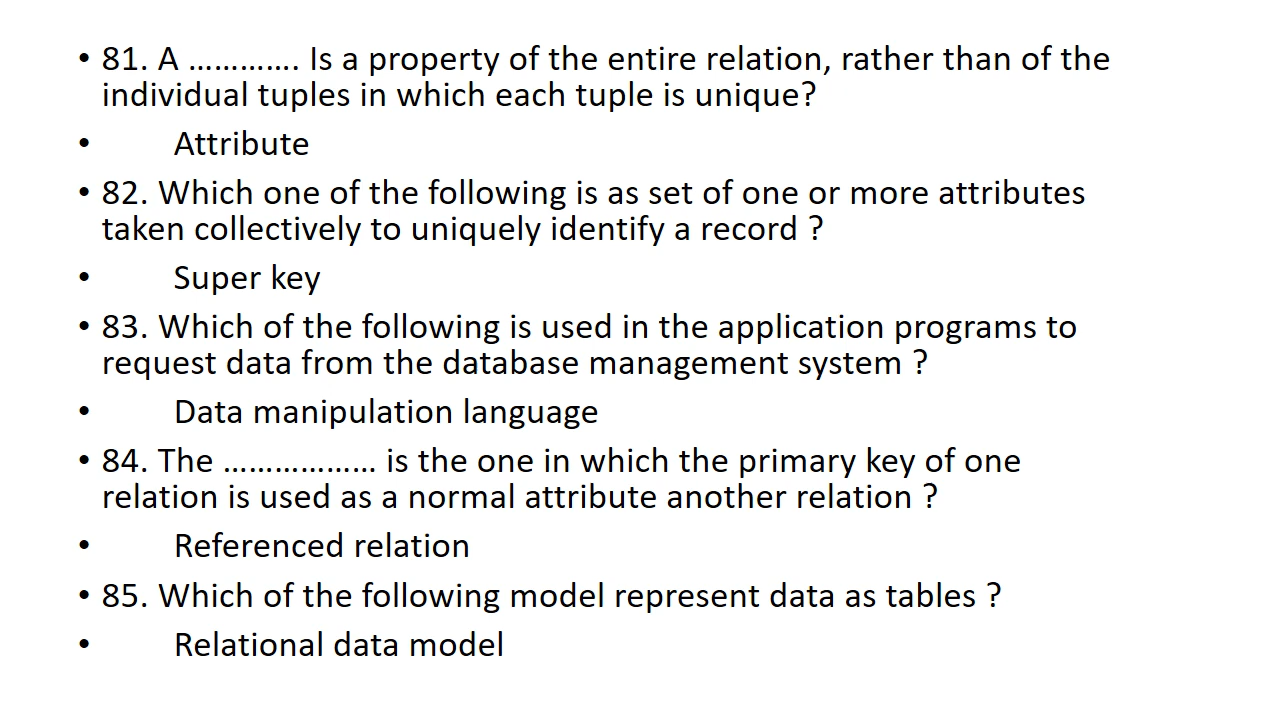 • 81. A …………. Is a property of the entire relation, rather than of the
individual tuples in which each tuple is unique?
• Attribute
• 82. Which one of the following is as set of one or more attributes
taken collectively to uniquely identify a record ?
• Super key
• 83. Which of the following is used in the application programs to
request data from the database management system ?
• Data manipulation language
• 84. The ……………… is the one in which the primary key of one
relation is used as a normal attribute another relation ?
• Referenced relation
• 85. Which of the following model represent data as tables ?
• Relational data model